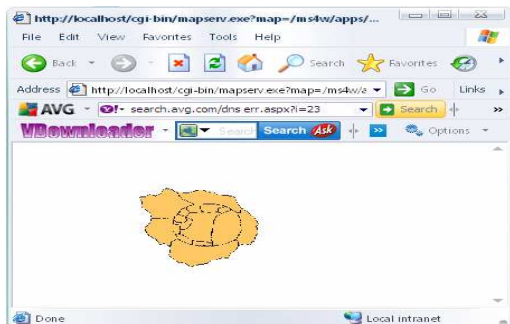 http://localhost/cgi-bin/mapserv.exe?map=/ms4w/apps/...
File Edit View Favorites Tools Help
Back Search Favorites
Address http://localhost/cgi-bin/mapserv.exe?map=/ms4w/a Go Links
AVG search.avg.com/dns err.aspx?i=23 Search
VDownloader Search Search Ask Options
Done Local intranet